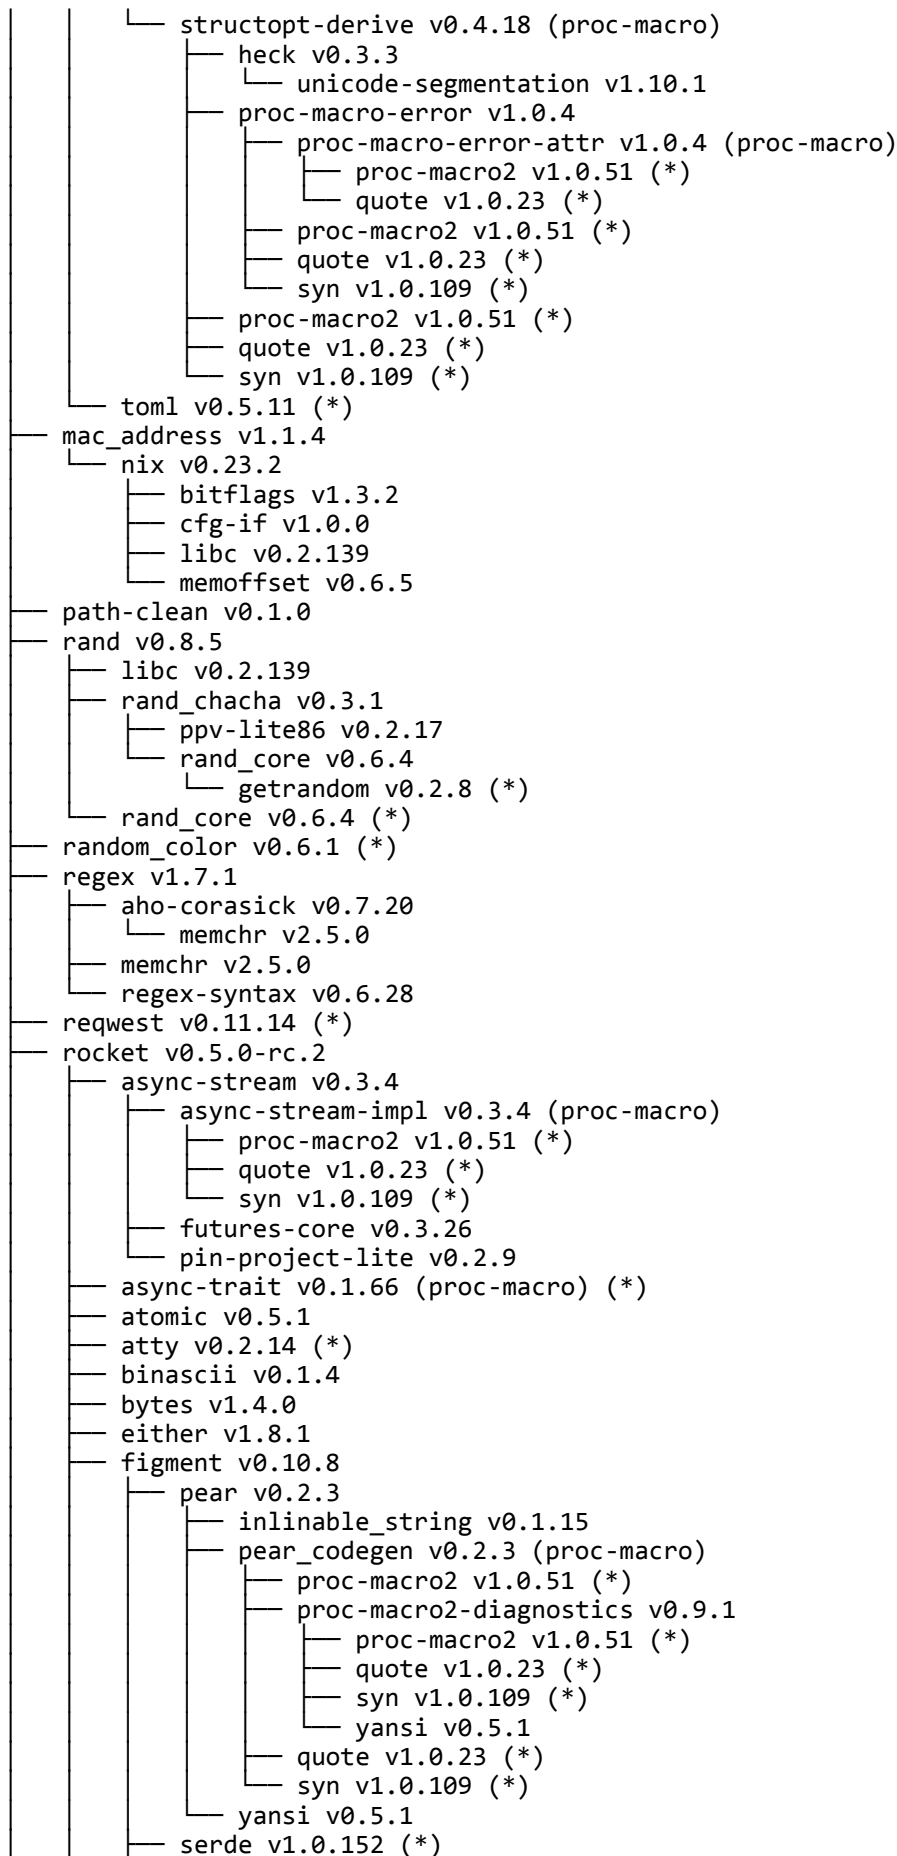 │   │   └── structopt-derive v0.4.18 (proc-macro)
│   │       ├── heck v0.3.3
│   │       │   └── unicode-segmentation v1.10.1
│   │       ├── proc-macro-error v1.0.4
│   │       │   ├── proc-macro-error-attr v1.0.4 (proc-macro)
│   │       │   │   ├── proc-macro2 v1.0.51 (*)
│   │       │   │   └── quote v1.0.23 (*)
│   │       │   ├── proc-macro2 v1.0.51 (*)
│   │       │   ├── quote v1.0.23 (*)
│   │       │   └── syn v1.0.109 (*)
│   │       ├── proc-macro2 v1.0.51 (*)
│   │       ├── quote v1.0.23 (*)
│   │       └── syn v1.0.109 (*)
│   └── toml v0.5.11 (*)
├── mac_address v1.1.4
│   └── nix v0.23.2
│       ├── bitflags v1.3.2
│       ├── cfg-if v1.0.0
│       ├── libc v0.2.139
│       └── memoffset v0.6.5
├── path-clean v0.1.0
├── rand v0.8.5
│   ├── libc v0.2.139
│   ├── rand_chacha v0.3.1
│   │   ├── ppv-lite86 v0.2.17
│   │   └── rand_core v0.6.4
│   │       └── getrandom v0.2.8 (*)
│   └── rand_core v0.6.4 (*)
├── random_color v0.6.1 (*)
├── regex v1.7.1
│   ├── aho-corasick v0.7.20
│   │   └── memchr v2.5.0
│   ├── memchr v2.5.0
│   └── regex-syntax v0.6.28
├── reqwest v0.11.14 (*)
├── rocket v0.5.0-rc.2
│   ├── async-stream v0.3.4
│   │   ├── async-stream-impl v0.3.4 (proc-macro)
│   │   │   ├── proc-macro2 v1.0.51 (*)
│   │   │   ├── quote v1.0.23 (*)
│   │   │   └── syn v1.0.109 (*)
│   │   ├── futures-core v0.3.26
│   │   └── pin-project-lite v0.2.9
│   ├── async-trait v0.1.66 (proc-macro) (*)
│   ├── atomic v0.5.1
│   ├── atty v0.2.14 (*)
│   ├── binascii v0.1.4
│   ├── bytes v1.4.0
│   ├── either v1.8.1
│   ├── figment v0.10.8
│   │   ├── pear v0.2.3
│   │   │   ├── inlinable_string v0.1.15
│   │   │   ├── pear_codegen v0.2.3 (proc-macro)
│   │   │   │   ├── proc-macro2 v1.0.51 (*)
│   │   │   │   ├── proc-macro2-diagnostics v0.9.1
│   │   │   │   │   ├── proc-macro2 v1.0.51 (*)
│   │   │   │   │   ├── quote v1.0.23 (*)
│   │   │   │   │   ├── syn v1.0.109 (*)
│   │   │   │   │   └── yansi v0.5.1
│   │   │   │   ├── quote v1.0.23 (*)
│   │   │   │   └── syn v1.0.109 (*)
│   │   │   └── yansi v0.5.1
│   │   ├── serde v1.0.152 (*)